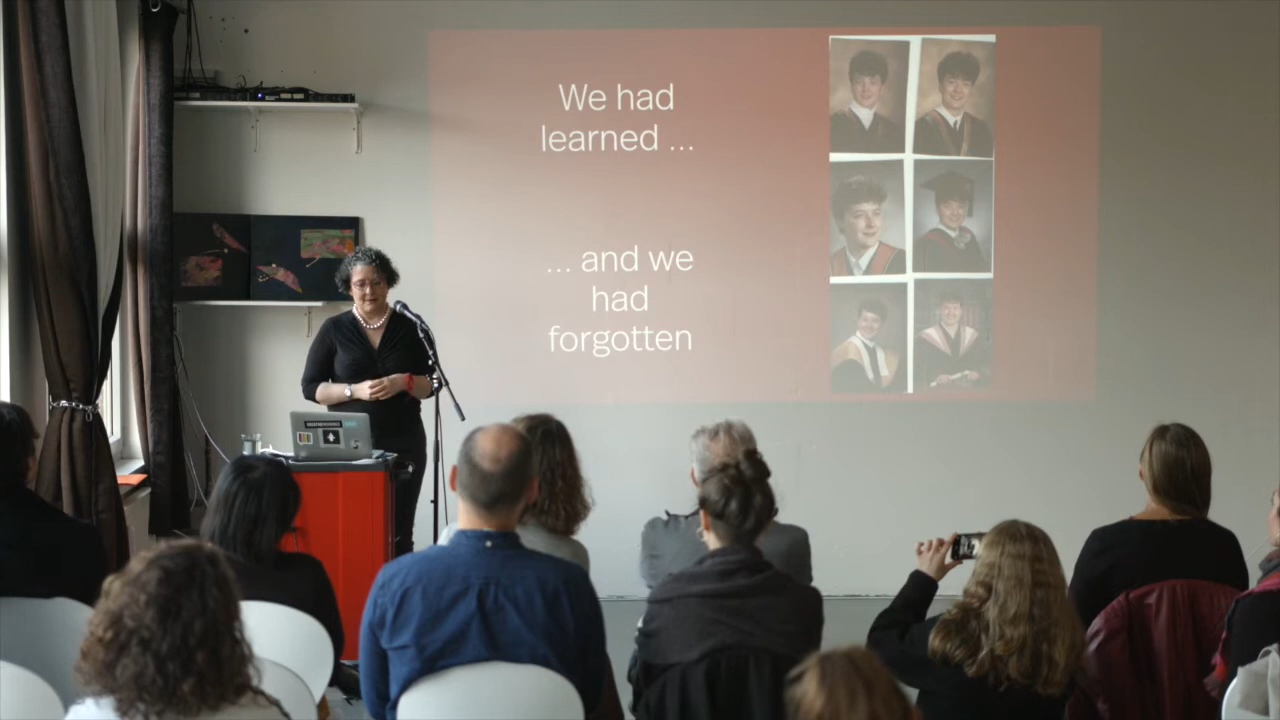 We had
learned ...
... and we
had
forgotten